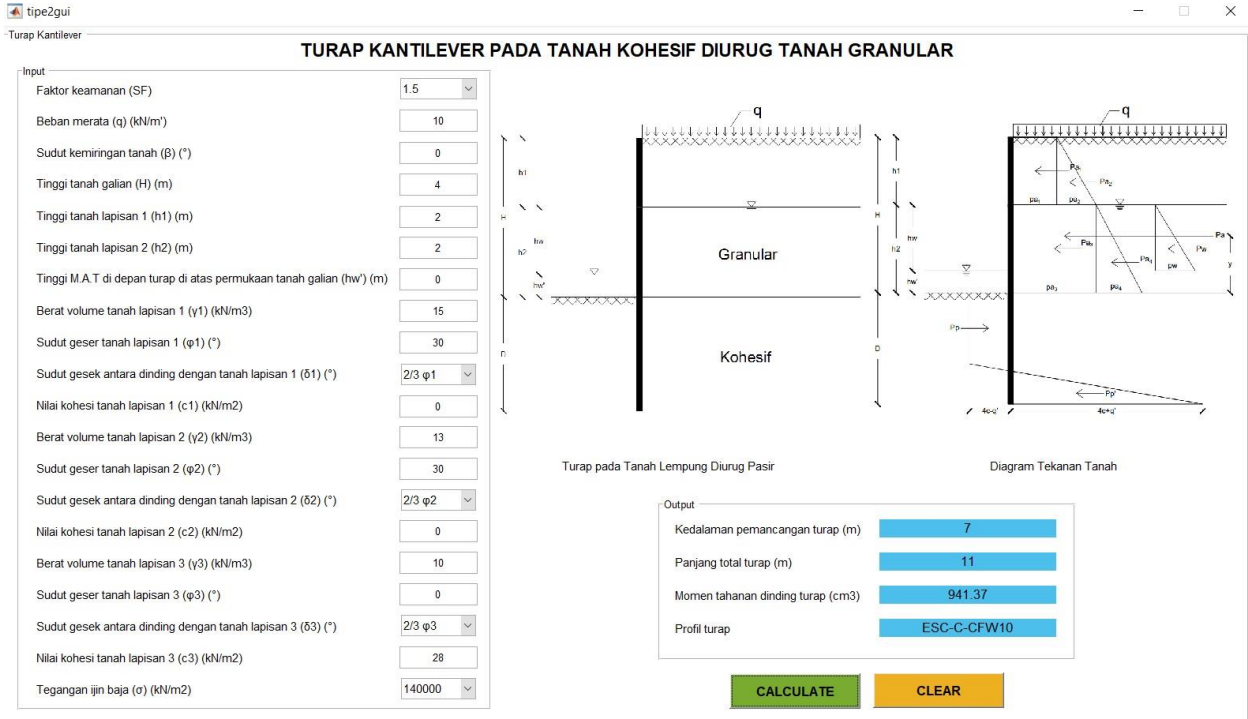 tipe2gui
Turap Kantilever
TURAP KANTILEVER PADA TANAH KOHESIF DIURUG TANAH GRANULAR
Input
Faktor keamanan (SF) 1.5
Beban merata (q) (kN/m') 10
Sudut kemiringan tanah (β) (°) 0
Tinggi tanah galian (H) (m) 4
Tinggi tanah lapisan 1 (h1) (m) 2
Tinggi tanah lapisan 2 (h2) (m) 2
Tinggi M.A.T di depan turap di atas permukaan tanah galian (hw') (m) 0
Berat volume tanah lapisan 1 (γ1) (kN/m3) 15
Sudut geser tanah lapisan 1 (φ1) (°) 30
Sudut gesek antara dinding dengan tanah lapisan 1 (δ1) (°) 2/3 φ1
Nilai kohesi tanah lapisan 1 (c1) (kN/m2) 0
Berat volume tanah lapisan 2 (γ2) (kN/m3) 13
Sudut geser tanah lapisan 2 (φ2) (°) 30
Sudut gesek antara dinding dengan tanah lapisan 2 (δ2) (°) 2/3 φ2
Nilai kohesi tanah lapisan 2 (c2) (kN/m2) 0
Berat volume tanah lapisan 3 (γ3) (kN/m3) 10
Sudut geser tanah lapisan 3 (φ3) (°) 0
Sudut gesek antara dinding dengan tanah lapisan 3 (δ3) (°) 2/3 φ3
Nilai kohesi tanah lapisan 3 (c3) (kN/m2) 28
Tegangan ijin baja (σ) (kN/m2) 140000
q
h1
H
hw
h2
hw'
D
Granular
Kohesif
Turap pada Tanah Lempung Diurug Pasir
q
h1
H
hw
h2
hw'
D
Pa₁
Pa₂
pa₁
pa₂
Pa₃
Pa₄
Pw
pw
Pa
y
pa₃
pa₄
Pp
Pp'
4c-q'
4c+q'
Diagram Tekanan Tanah
Output
Kedalaman pemancangan turap (m) 7
Panjang total turap (m) 11
Momen tahanan dinding turap (cm3) 941.37
Profil turap ESC-C-CFW10
CALCULATE
CLEAR